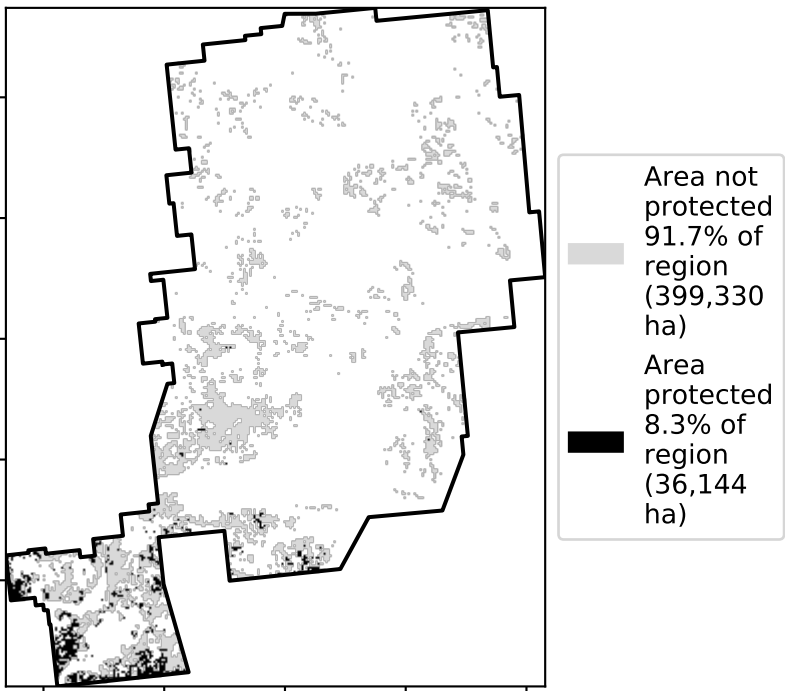 Area not
protected
91.7% of
region
(399,330
ha)
Area
protected
8.3% of
region
(36,144
ha)